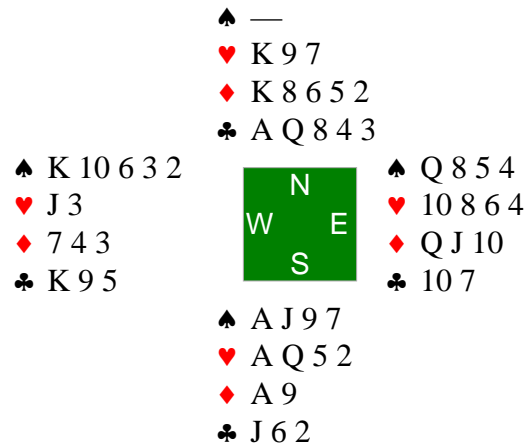 ♠ —
♥ K 9 7
♦ K 8 6 5 2
♣ A Q 8 4 3
♠ K 10 6 3 2
♥ J 3
♦ 7 4 3
♣ K 9 5
N
W E
S
♠ Q 8 5 4
♥ 10 8 6 4
♦ Q J 10
♣ 10 7
♠ A J 9 7
♥ A Q 5 2
♦ A 9
♣ J 6 2